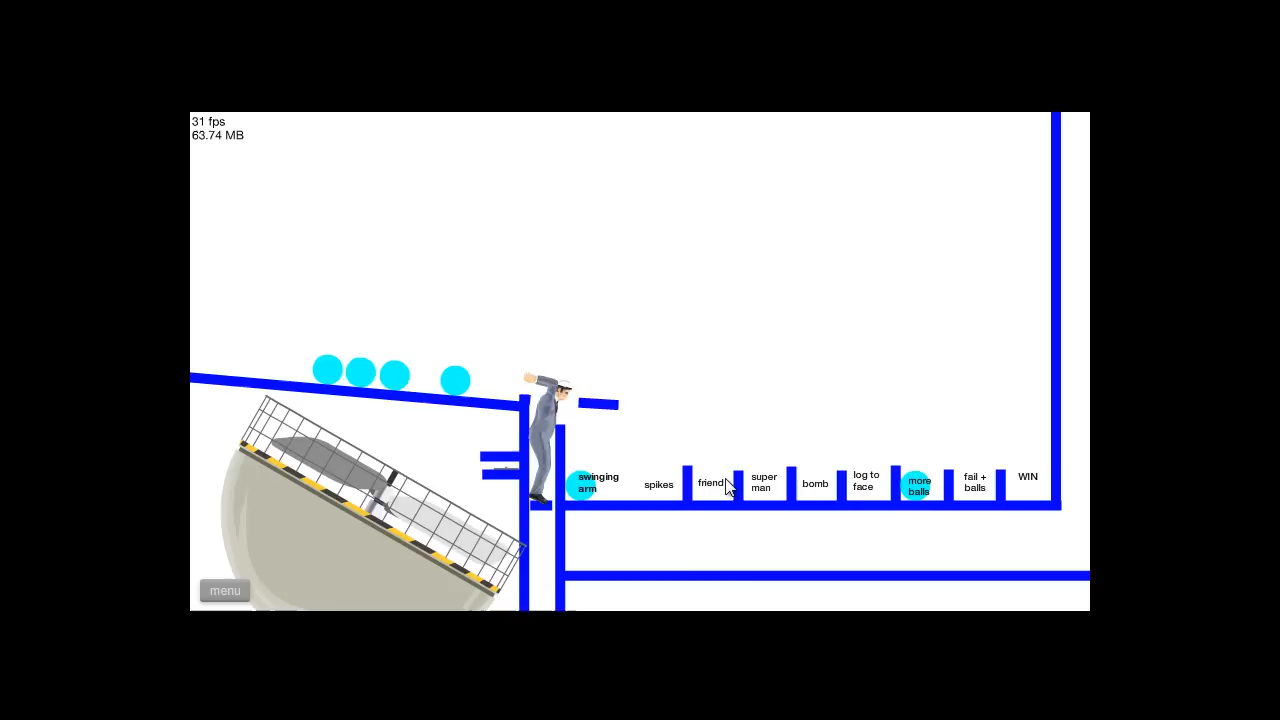 31 fps
63.74 MB
swinging
arm
spikes
friend
super
man
bomb
log to
face
more
balls
fail +
balls
WIN
menu